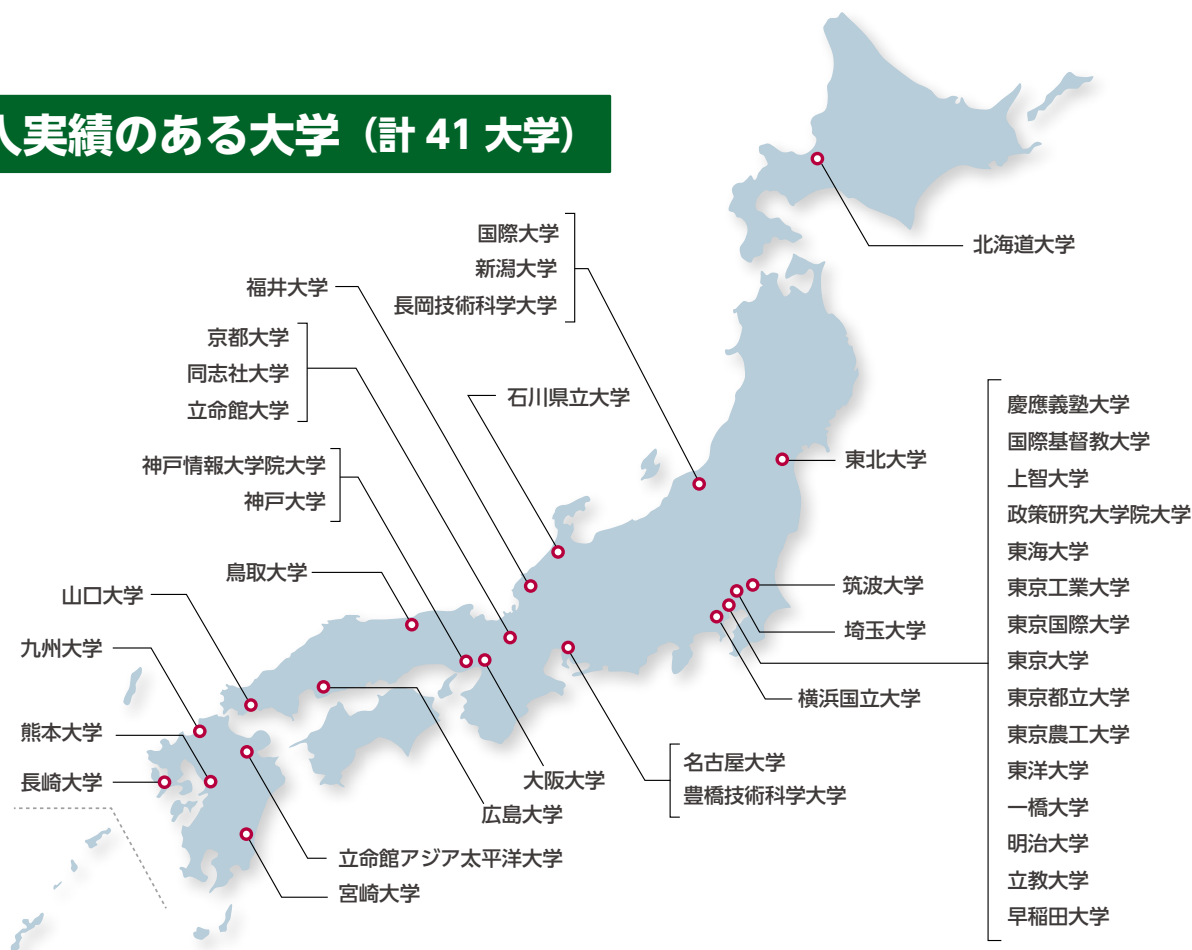 人実績のある大学（計 41 大学）
国際大学
新潟大学
長岡技術科学大学
北海道大学
福井大学
京都大学
同志社大学
立命館大学
石川県立大学
神戸情報大学院大学
神戸大学
東北大学
鳥取大学
山口大学
九州大学
熊本大学
長崎大学
筑波大学
埼玉大学
横浜国立大学
慶應義塾大学
国際基督教大学
上智大学
政策研究大学院大学
東海大学
東京工業大学
東京国際大学
東京大学
東京都立大学
東京農工大学
東洋大学
一橋大学
明治大学
立教大学
早稲田大学
名古屋大学
豊橋技術科学大学
大阪大学
広島大学
立命館アジア太平洋大学
宮崎大学